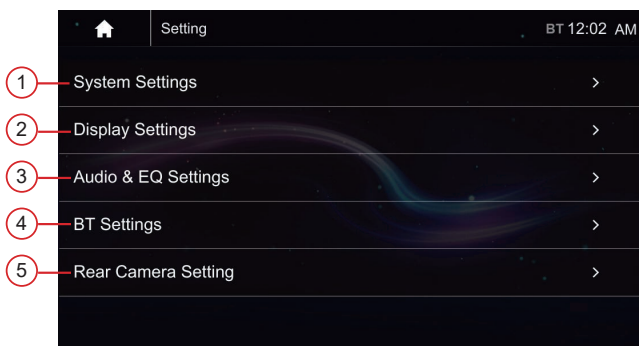 Setting
BT 12:02 AM
1 System Settings
2 Display Settings
3 Audio & EQ Settings
4 BT Settings
5 Rear Camera Setting